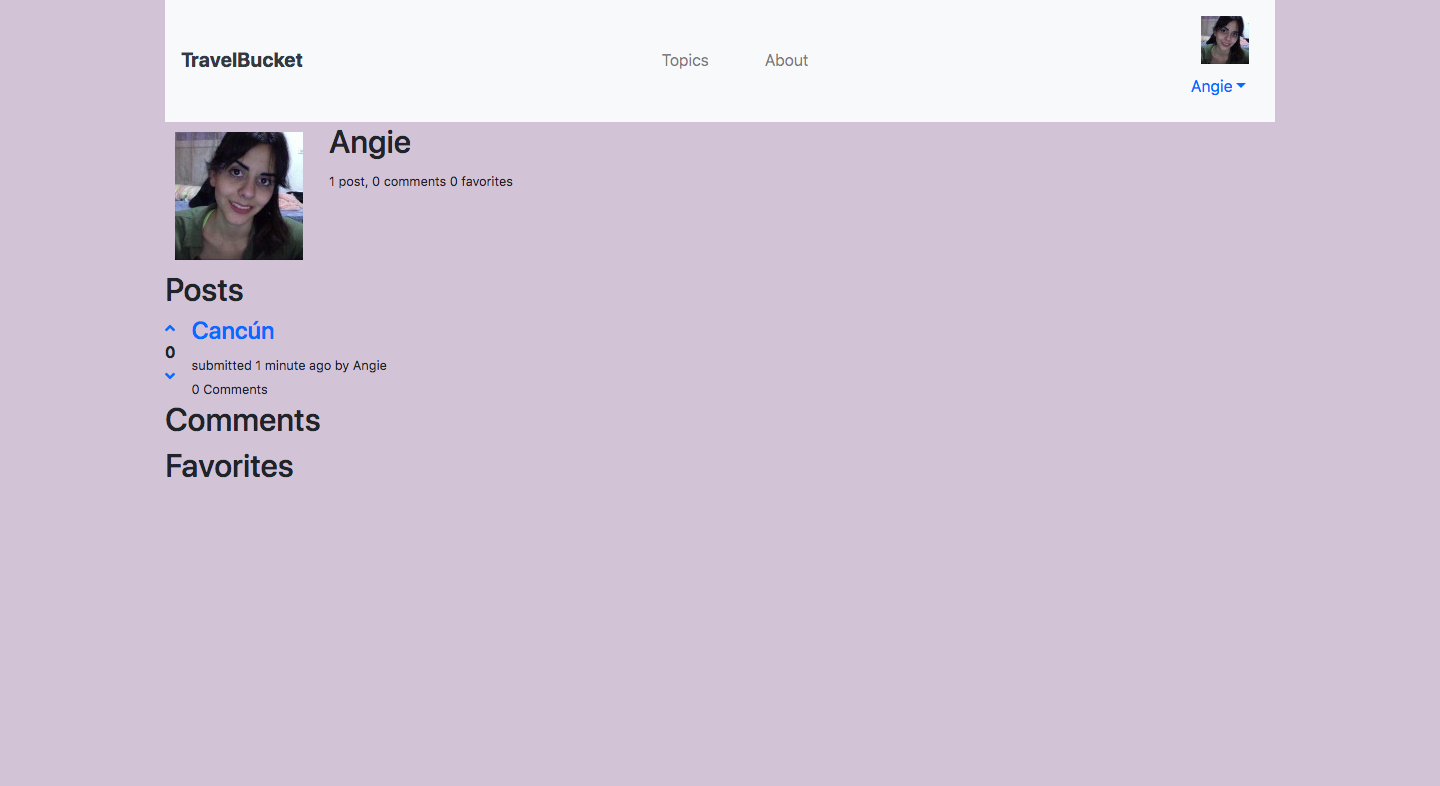 TravelBucket
Topics
About
Angie
Angie
1 post, 0 comments 0 favorites
Posts
Cancún
0
submitted 1 minute ago by Angie
0 Comments
Comments
Favorites